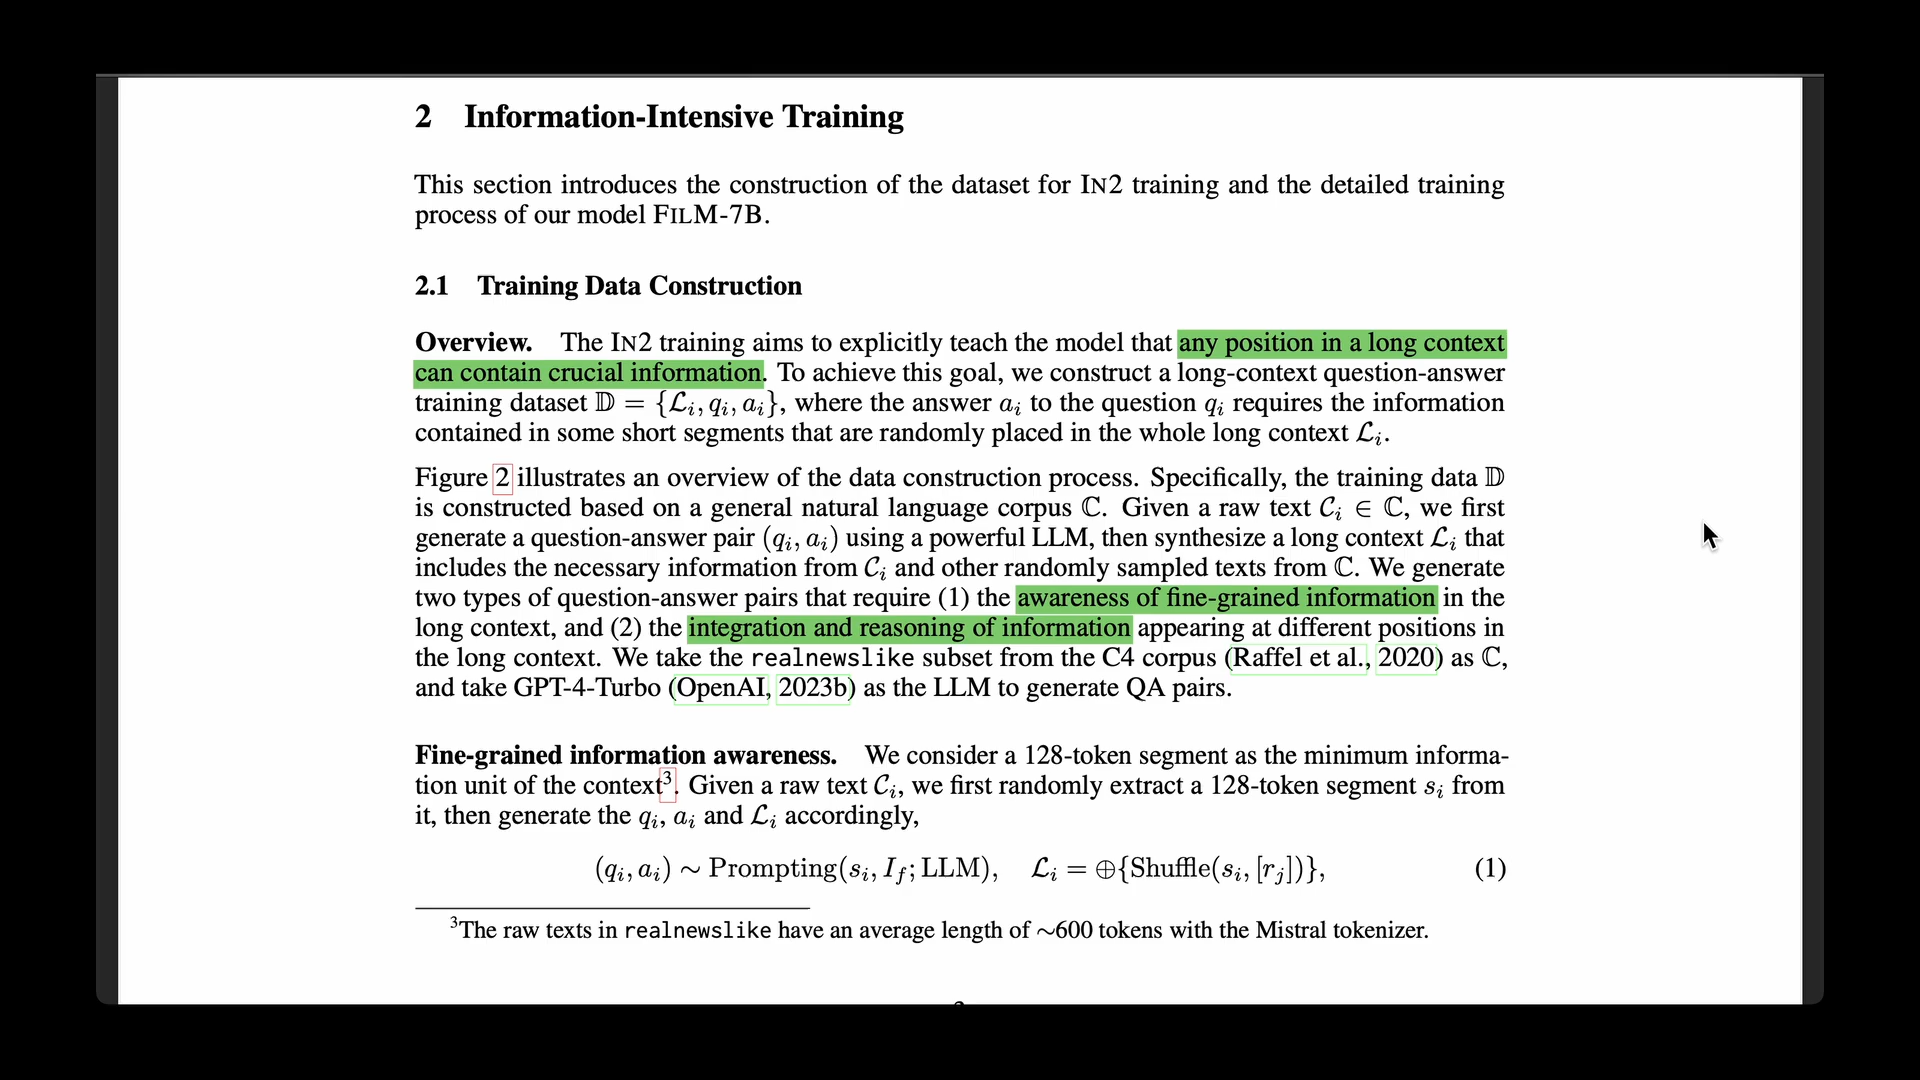 2 Information-Intensive Training
This section introduces the construction of the dataset for IN2 training and the detailed training
process of our model FILM-7B.
2.1 Training Data Construction
Overview. The IN2 training aims to explicitly teach the model that any position in a long context
can contain crucial information. To achieve this goal, we construct a long-context question-answer
training dataset 𝔻 = {ℒᵢ, qᵢ, aᵢ}, where the answer aᵢ to the question qᵢ requires the information
contained in some short segments that are randomly placed in the whole long context ℒᵢ.
Figure 2 illustrates an overview of the data construction process. Specifically, the training data 𝔻
is constructed based on a general natural language corpus ℂ. Given a raw text 𝒞ᵢ ∈ ℂ, we first
generate a question-answer pair (qᵢ, aᵢ) using a powerful LLM, then synthesize a long context ℒᵢ that
includes the necessary information from 𝒞ᵢ and other randomly sampled texts from ℂ. We generate
two types of question-answer pairs that require (1) the awareness of fine-grained information in the
long context, and (2) the integration and reasoning of information appearing at different positions in
the long context. We take the realnewslike subset from the C4 corpus (Raffel et al., 2020) as ℂ,
and take GPT-4-Turbo (OpenAI, 2023b) as the LLM to generate QA pairs.
Fine-grained information awareness. We consider a 128-token segment as the minimum informa-
tion unit of the context³. Given a raw text 𝒞ᵢ, we first randomly extract a 128-token segment sᵢ from
it, then generate the qᵢ, aᵢ and ℒᵢ accordingly,
(qᵢ, aᵢ) ∼ Prompting(sᵢ, I_f; LLM), ℒᵢ = ⊕{Shuffle(sᵢ, [rⱼ])}, (1)
³The raw texts in realnewslike have an average length of ∼600 tokens with the Mistral tokenizer.